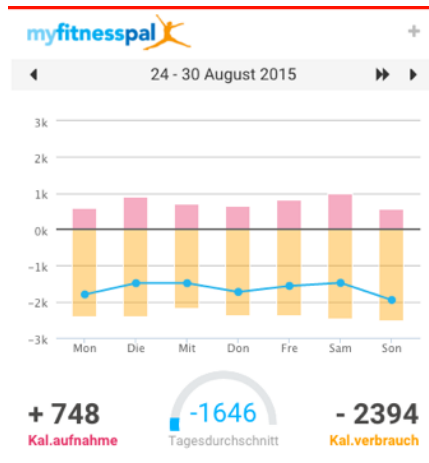 myfitnesspal
24 - 30 August 2015
3k
2k
1k
0k
-1k
-2k
-3k
Mon Die Mit Don Fre Sam Son
+ 748 -1646 - 2394
Kal.aufnahme Tagesdurchschnitt Kal.verbrauch